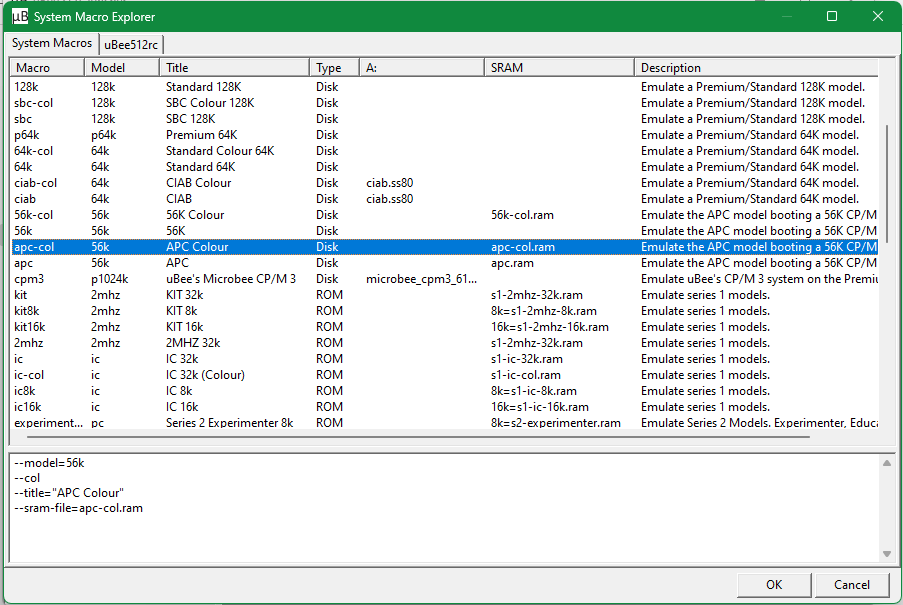 µB System Macro Explorer
System Macros uBee512rc
Macro Model Title Type A: SRAM Description
128k 128k Standard 128K Disk Emulate a Premium/Standard 128K model.
sbc-col 128k SBC Colour 128K Disk Emulate a Premium/Standard 128K model.
sbc 128k SBC 128K Disk Emulate a Premium/Standard 128K model.
p64k p64k Premium 64K Disk Emulate a Premium/Standard 64K model.
64k-col 64k Standard Colour 64K Disk Emulate a Premium/Standard 64K model.
64k 64k Standard 64K Disk Emulate a Premium/Standard 64K model.
ciab-col 64k CIAB Colour Disk ciab.ss80 Emulate a Premium/Standard 64K model.
ciab 64k CIAB Disk ciab.ss80 Emulate a Premium/Standard 64K model.
56k-col 56k 56K Colour Disk 56k-col.ram Emulate the APC model booting a 56K CP/M
56k 56k 56K Disk Emulate the APC model booting a 56K CP/M
apc-col 56k APC Colour Disk apc-col.ram Emulate the APC model booting a 56K CP/M
apc 56k APC Disk apc.ram Emulate the APC model booting a 56K CP/M
cpm3 p1024k uBee's Microbee CP/M 3 Disk microbee_cpm3_61... Emulate uBee's CP/M 3 system on the Premiu
kit 2mhz KIT 32k ROM s1-2mhz-32k.ram Emulate series 1 models.
kit8k 2mhz KIT 8k ROM 8k=s1-2mhz-8k.ram Emulate series 1 models.
kit16k 2mhz KIT 16k ROM 16k=s1-2mhz-16k.ram Emulate series 1 models.
2mhz 2mhz 2MHZ 32k ROM s1-2mhz-32k.ram Emulate series 1 models.
ic ic IC 32k ROM s1-ic-32k.ram Emulate series 1 models.
ic-col ic IC 32k (Colour) ROM s1-ic-col.ram Emulate series 1 models.
ic8k ic IC 8k ROM 8k=s1-ic-8k.ram Emulate series 1 models.
ic16k ic IC 16k ROM 16k=s1-ic-16k.ram Emulate series 1 models.
experiment... pc Series 2 Experimenter 8k ROM 8k=s2-experimenter.ram Emulate Series 2 Models. Experimenter, Educa
--model=56k
--col
--title="APC Colour"
--sram-file=apc-col.ram
OK Cancel